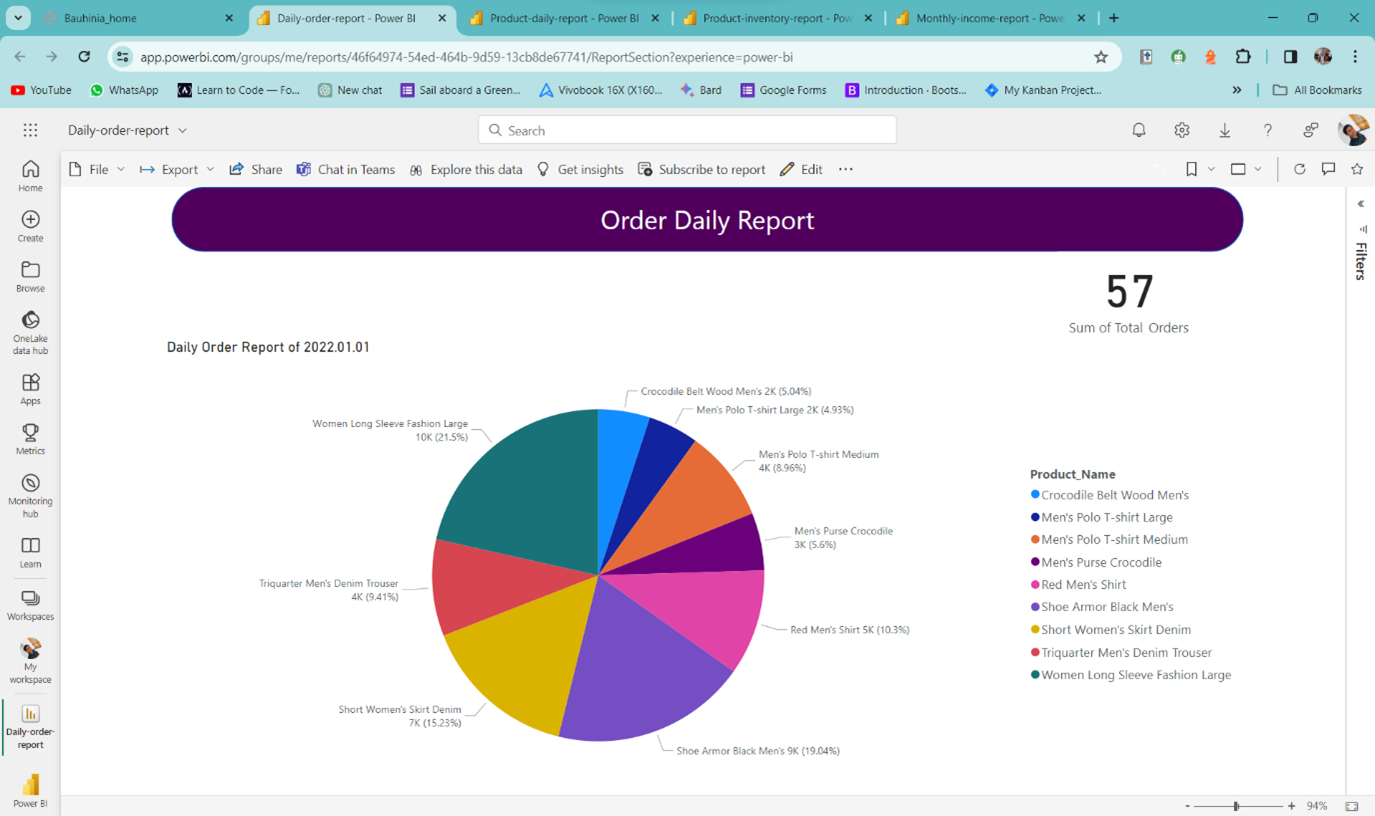 Bauhinia_home
Daily-order-report - Power BI
Product-daily-report - Power BI
Product-inventory-report - Pow
Monthly-income-report - Power
app.powerbi.com/groups/me/reports/46f64974-54ed-464b-9d59-13cb8de67741/ReportSection?experience=power-bi
YouTube
WhatsApp
Learn to Code — Fo...
New chat
Sail aboard a Green...
Vivobook 16X (X160...
Bard
Google Forms
Introduction · Boots...
My Kanban Project...
All Bookmarks
Daily-order-report
Search
File
Export
Share
Chat in Teams
Explore this data
Get insights
Subscribe to report
Edit
Home
Create
Browse
OneLake
data hub
Apps
Metrics
Monitoring
hub
Learn
Workspaces
My
workspace
Daily-order-
report
Power BI
Order Daily Report
57
Sum of Total Orders
Daily Order Report of 2022.01.01
Crocodile Belt Wood Men's 2K (5.04%)
Men's Polo T-shirt Large 2K (4.93%)
Men's Polo T-shirt Medium
4K (8.96%)
Men's Purse Crocodile
3K (5.6%)
Red Men's Shirt 5K (10.3%)
Shoe Armor Black Men's 9K (19.04%)
Short Women's Skirt Denim
7K (15.23%)
Triquarter Men's Denim Trouser
4K (9.41%)
Women Long Sleeve Fashion Large
10K (21.5%)
Product_Name
Crocodile Belt Wood Men's
Men's Polo T-shirt Large
Men's Polo T-shirt Medium
Men's Purse Crocodile
Red Men's Shirt
Shoe Armor Black Men's
Short Women's Skirt Denim
Triquarter Men's Denim Trouser
Women Long Sleeve Fashion Large
Filters
- + 94%